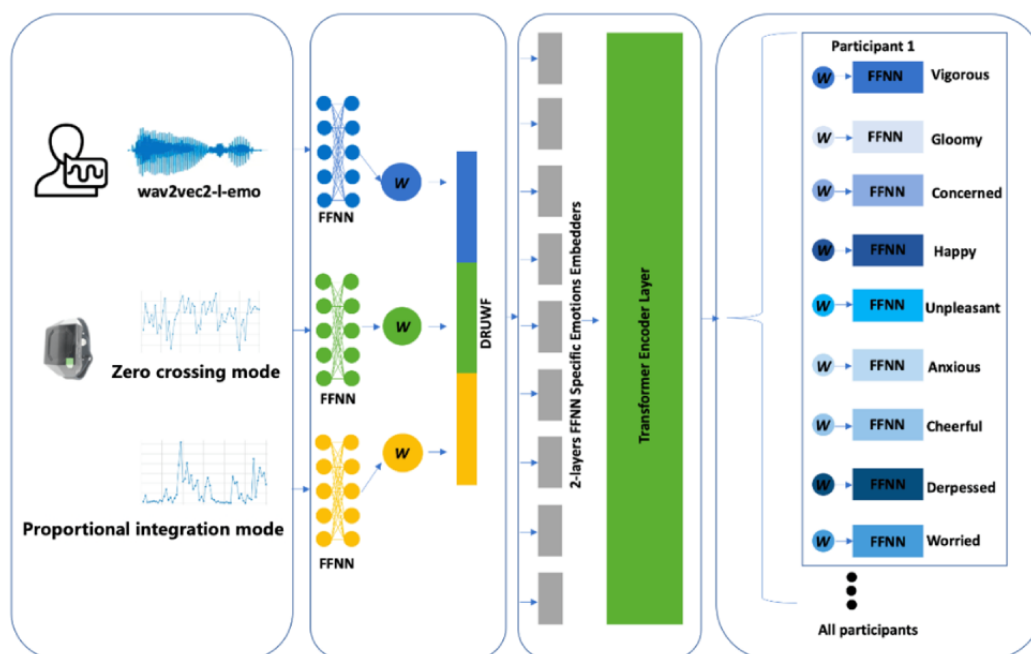 wav2vec2-l-emo
Zero crossing mode
Proportional integration mode
FFNN
W
FFNN
W
FFNN
W
DRUWF
2-layers FFNN Specific Emotions Embedders
Transformer Encoder Layer
Participant 1
W FFNN Vigorous
W FFNN Gloomy
W FFNN Concerned
W FFNN Happy
W FFNN Unpleasant
W FFNN Anxious
W FFNN Cheerful
W FFNN Derpessed
W FFNN Worried
All participants